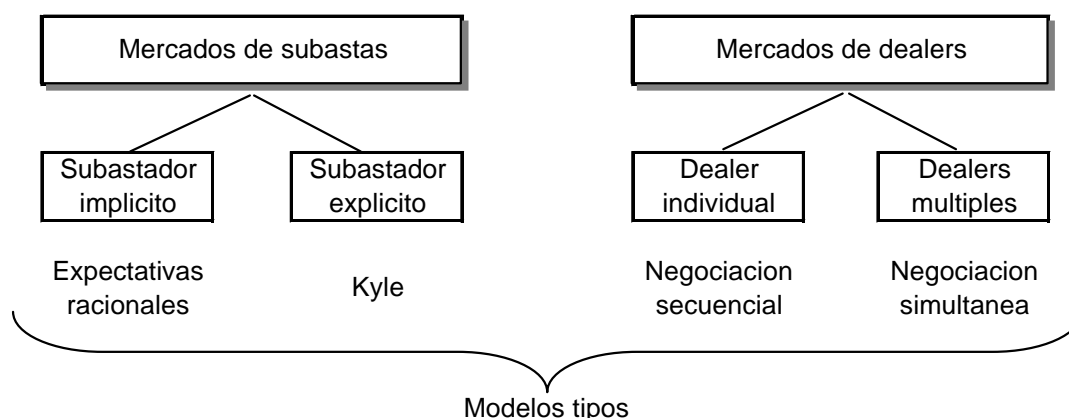 Mercados de subastas
Mercados de dealers
Subastador
implicito
Subastador
explicito
Dealer
individual
Dealers
multiples
Expectativas
racionales
Kyle
Negociacion
secuencial
Negociacion
simultanea
Modelos tipos